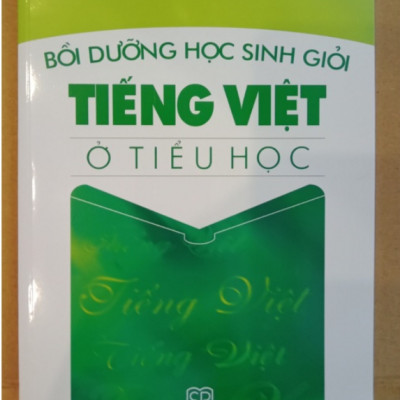 BỒI DƯỠNG HỌC SINH GIỎI
TIẾNG VIỆT
Ở TIỂU HỌC
Tiếng Việt
Tiếng Việt